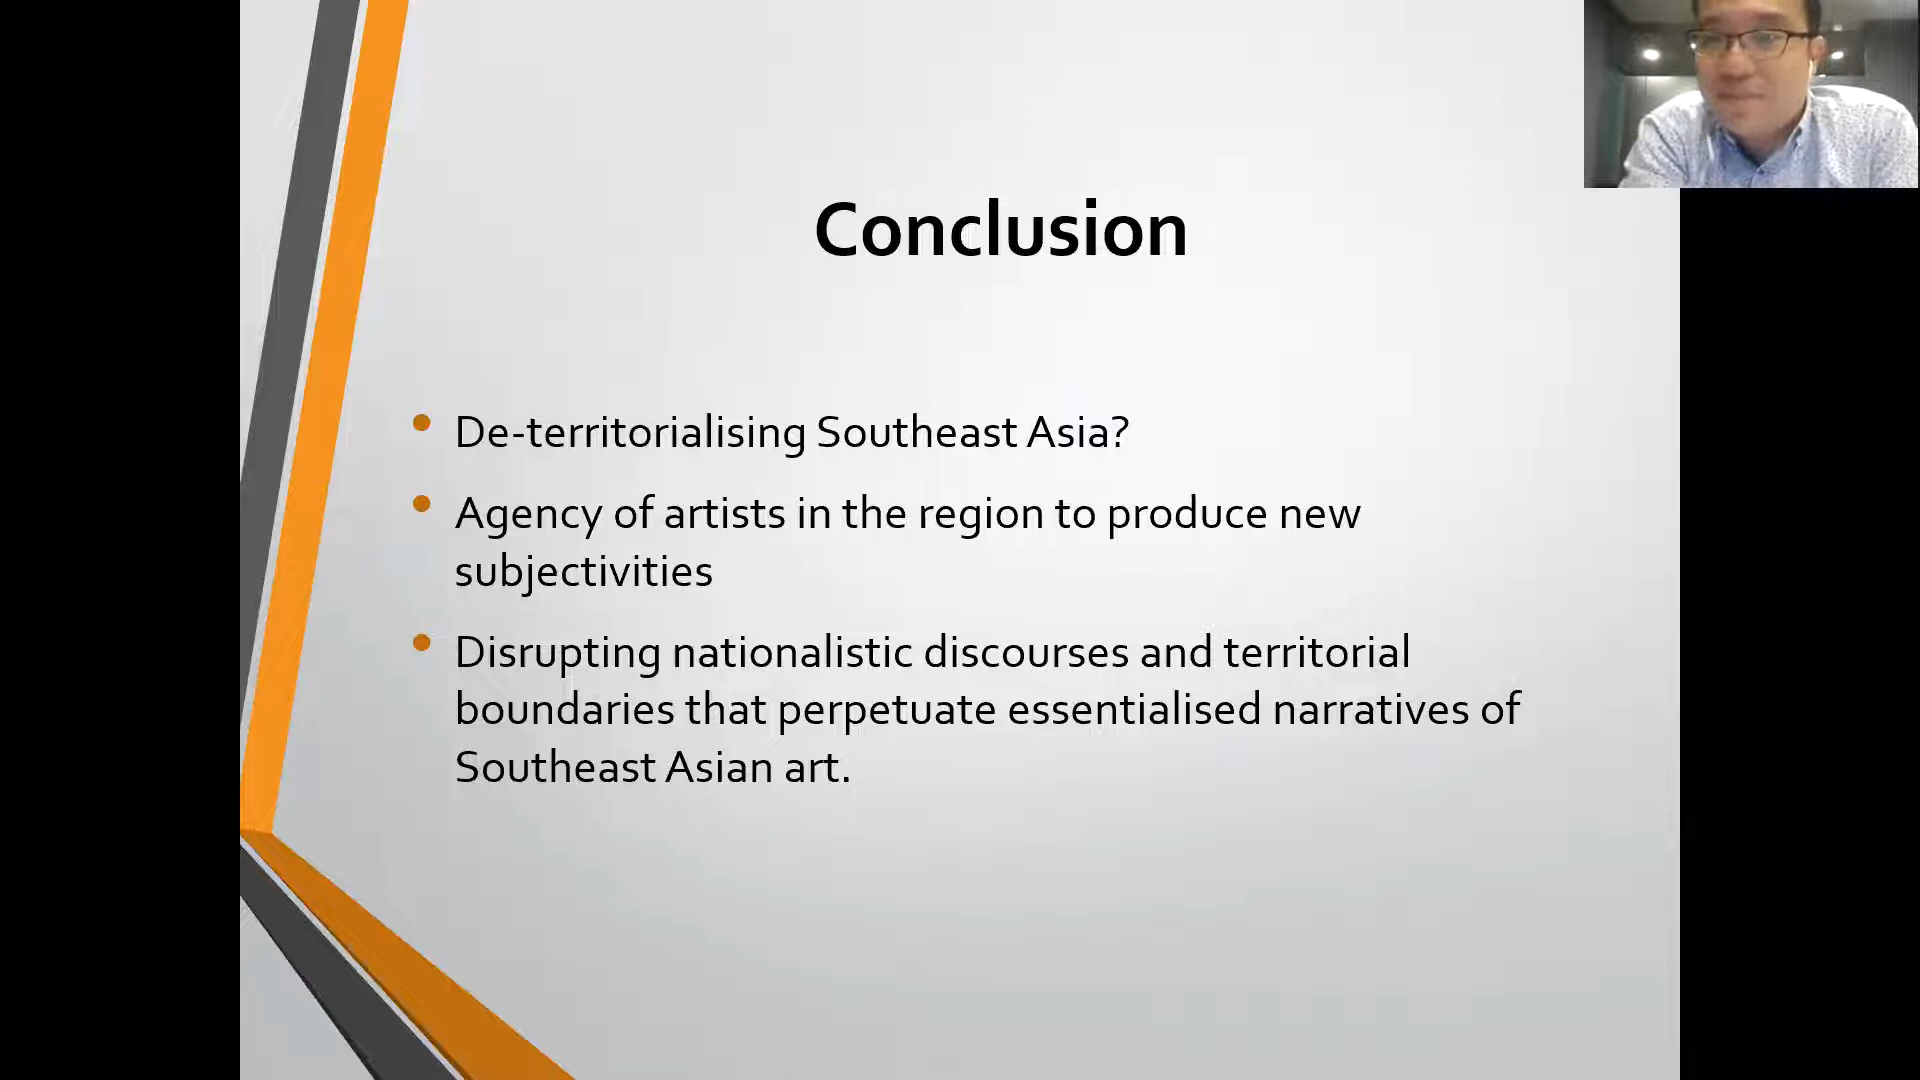 Conclusion
• De-territorialising Southeast Asia?
• Agency of artists in the region to produce new
subjectivities
• Disrupting nationalistic discourses and territorial
boundaries that perpetuate essentialised narratives of
Southeast Asian art.